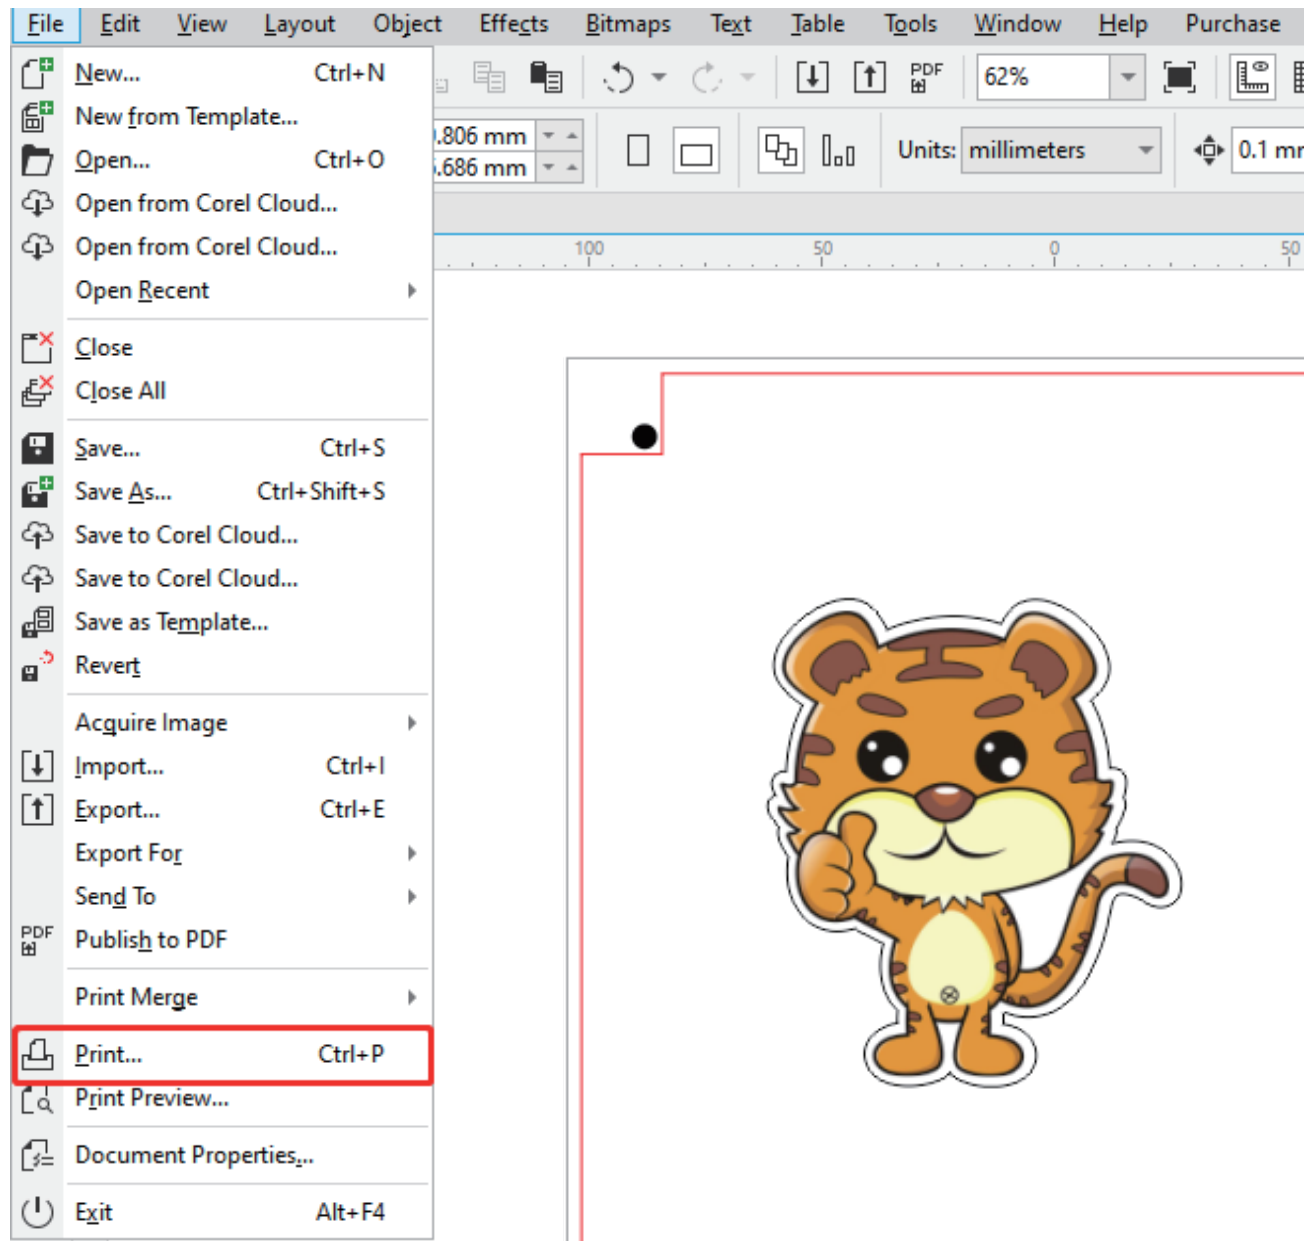 File Edit View Layout Object Effects Bitmaps Text Table Tools Window Help Purchase
New... Ctrl+N
New from Template...
Open... Ctrl+O
Open from Corel Cloud...
Open from Corel Cloud...
Open Recent
Close
Close All
Save... Ctrl+S
Save As... Ctrl+Shift+S
Save to Corel Cloud...
Save to Corel Cloud...
Save as Template...
Revert
Acquire Image
Import... Ctrl+I
Export... Ctrl+E
Export For
Send To
PDF Publish to PDF
Print Merge
Print... Ctrl+P
Print Preview...
Document Properties...
Exit Alt+F4
PDF 62%
.806 mm
.686 mm
Units: millimeters 0.1 mm
100 50 0 50